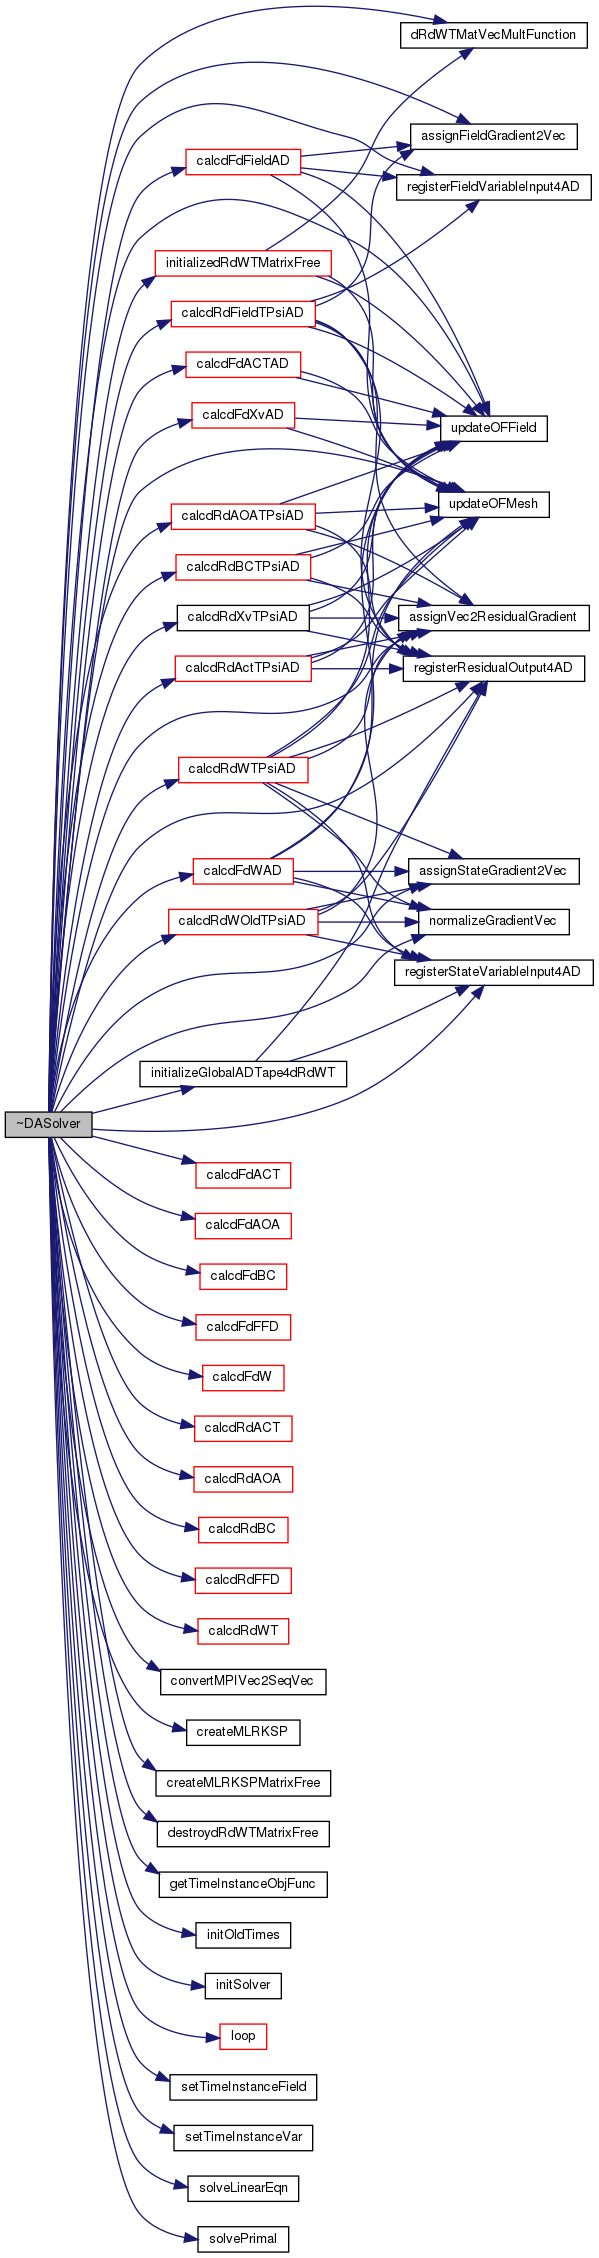 dRdWTMatVecMultFunction
assignFieldGradient2Vec
calcdFdFieldAD
registerFieldVariableInput4AD
initializedRdWTMatrixFree
calcdRdFieldTPsiAD
calcdFdACTAD
calcdFdXvAD
updateOFField
updateOFMesh
calcdRdAOATPsiAD
calcdRdBCTPsiAD
calcdRdXvTPsiAD
assignVec2ResidualGradient
calcdRdActTPsiAD
registerResidualOutput4AD
calcdRdWTPsiAD
calcdFdWAD
assignStateGradient2Vec
calcdRdWOldTPsiAD
normalizeGradientVec
registerStateVariableInput4AD
initializeGlobalADTape4dRdWT
~DASolver
calcdFdACT
calcdFdAOA
calcdFdBC
calcdFdFFD
calcdFdW
calcdRdACT
calcdRdAOA
calcdRdBC
calcdRdFFD
calcdRdWT
convertMPIVec2SeqVec
createMLRKSP
createMLRKSPMatrixFree
destroydRdWTMatrixFree
getTimeInstanceObjFunc
initOldTimes
initSolver
loop
setTimeInstanceField
setTimeInstanceVar
solveLinearEqn
solvePrimal